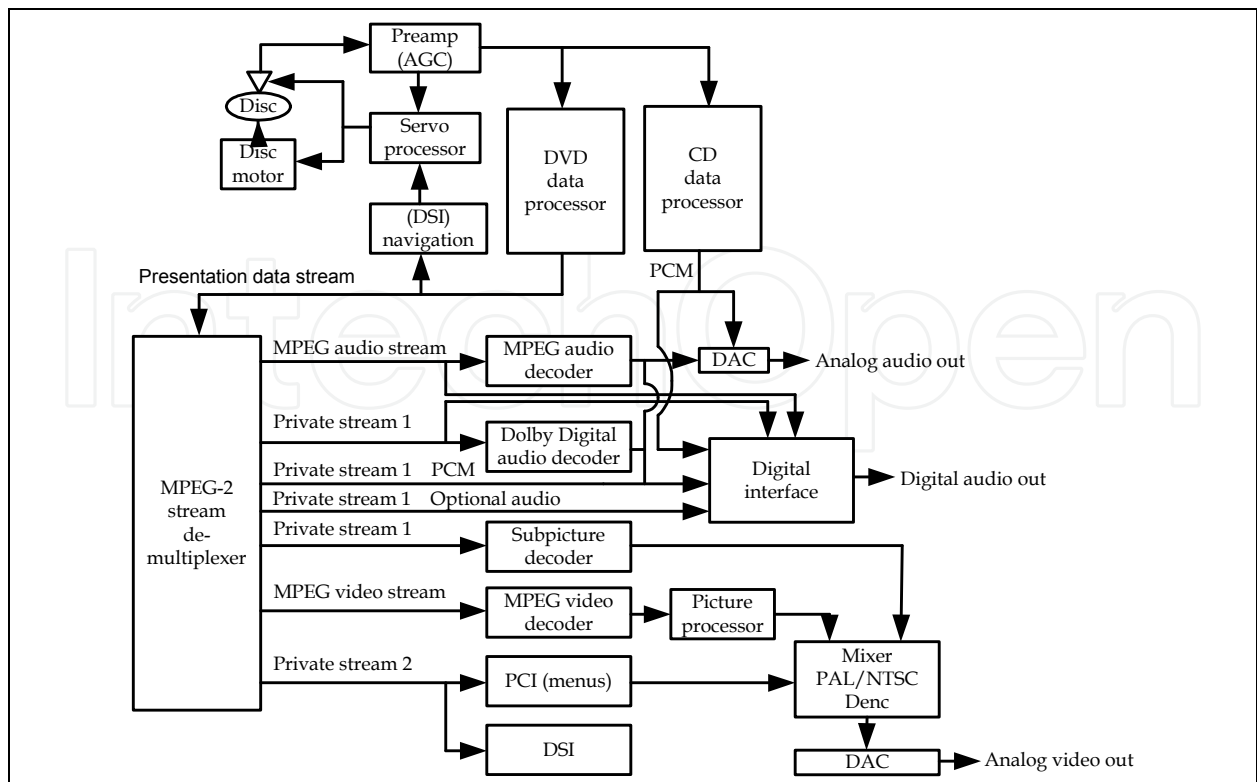 Preamp
(AGC)
Disc
Servo
processor
Disc
motor
DVD
data
processor
CD
data
processor
(DSI)
navigation
Presentation data stream
PCM
MPEG audio stream
MPEG audio
decoder
DAC
Analog audio out
Private stream 1
Dolby Digital
audio decoder
Private stream 1 PCM
Private stream 1 Optional audio
Digital
interface
Digital audio out
MPEG-2
stream
de-
multiplexer
Private stream 1
Subpicture
decoder
MPEG video stream
MPEG video
decoder
Picture
processor
Private stream 2
PCI (menus)
Mixer
PAL/NTSC
Denc
DSI
DAC
Analog video out
IntechOpen